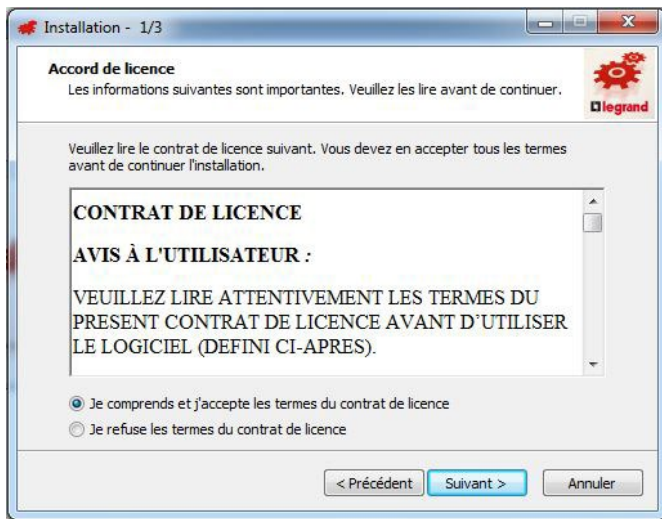 Installation - 1/3
Accord de licence
Les informations suivantes sont importantes. Veuillez les lire avant de continuer.
legrand
Veuillez lire le contrat de licence suivant. Vous devez en accepter tous les termes
avant de continuer l'installation.
CONTRAT DE LICENCE
AVIS À L'UTILISATEUR :
VEUILLEZ LIRE ATTENTIVEMENT LES TERMES DU
PRESENT CONTRAT DE LICENCE AVANT D'UTILISER
LE LOGICIEL (DEFINI CI-APRES).
Je comprends et j'accepte les termes du contrat de licence
Je refuse les termes du contrat de licence
< Précédent Suivant > Annuler